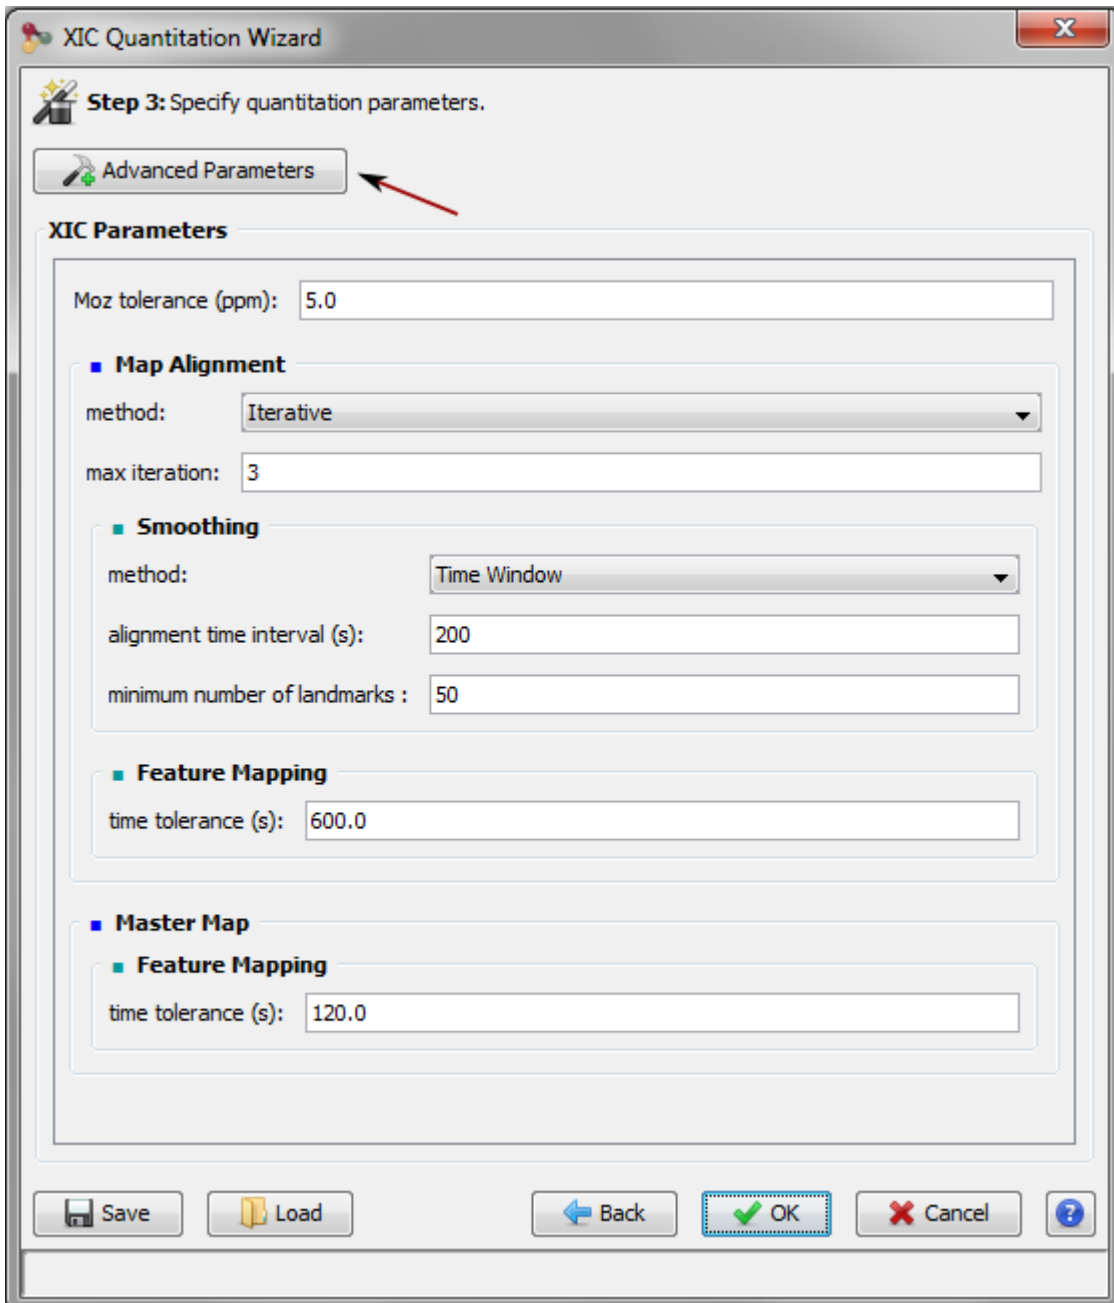 XIC Quantitation Wizard
Step 3: Specify quantitation parameters.
Advanced Parameters
XIC Parameters
Moz tolerance (ppm): 5.0
Map Alignment
method: Iterative
max iteration: 3
Smoothing
method: Time Window
alignment time interval (s): 200
minimum number of landmarks : 50
Feature Mapping
time tolerance (s): 600.0
Master Map
Feature Mapping
time tolerance (s): 120.0
Save Load Back OK Cancel ?